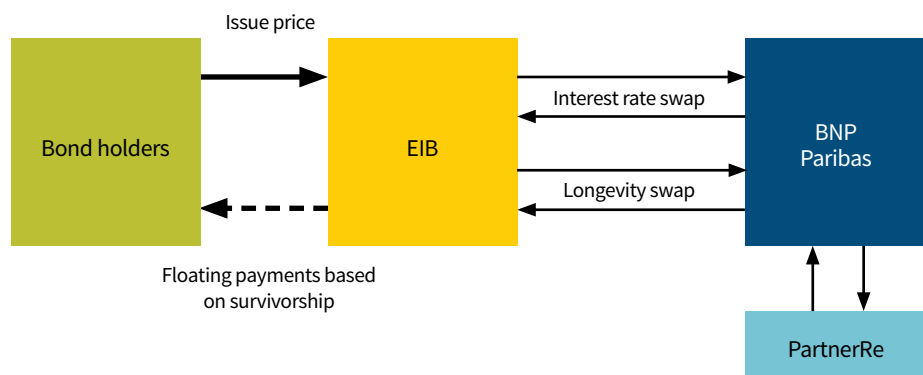 Issue price
Bond holders
EIB
Interest rate swap
BNP
Paribas
Longevity swap
Floating payments based
on survivorship
PartnerRe